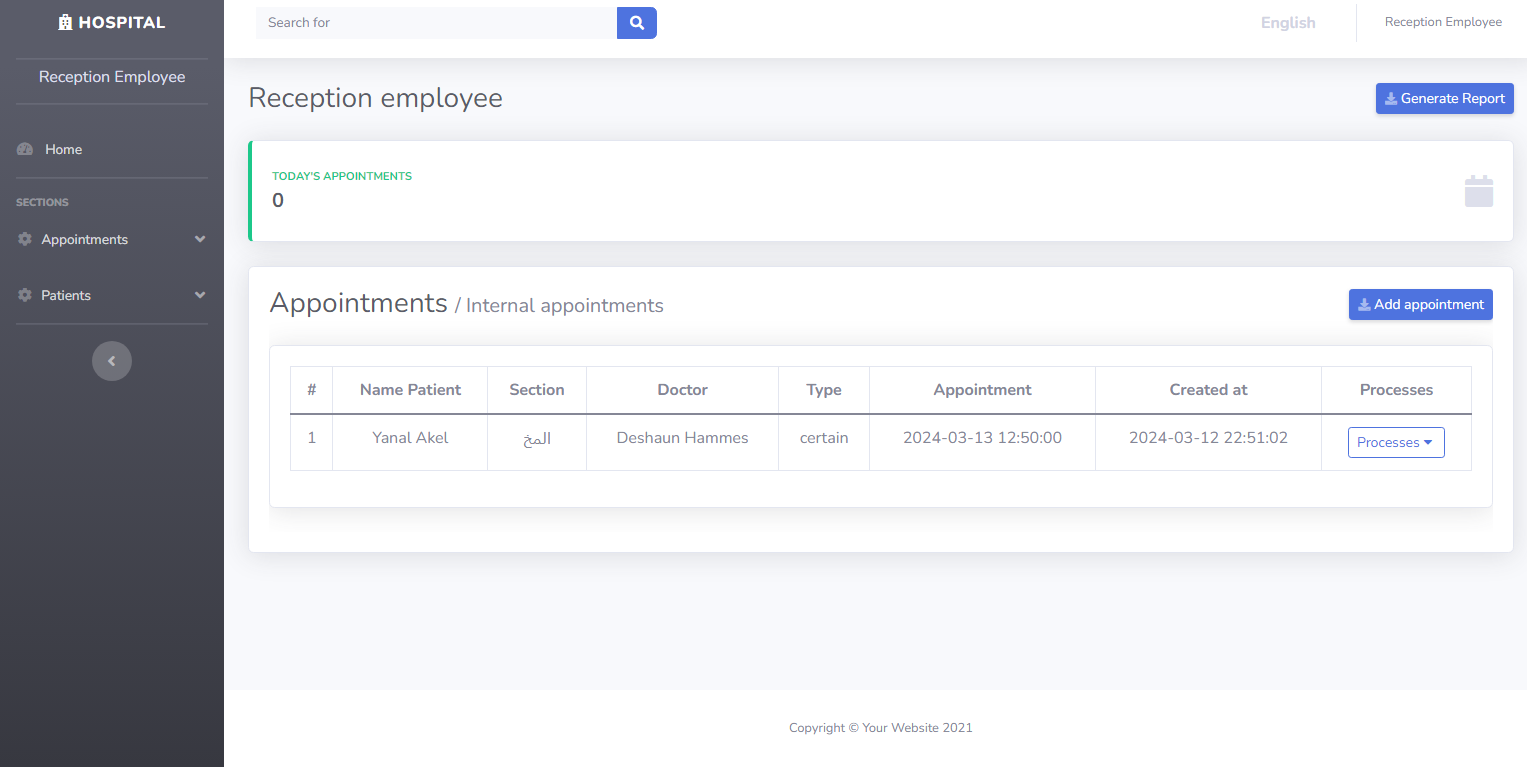 HOSPITAL
Search for
English
Reception Employee
Reception Employee
Home
SECTIONS
Appointments
Patients
Reception employee
Generate Report
TODAY'S APPOINTMENTS
0
Appointments / Internal appointments
Add appointment
# Name Patient Section Doctor Type Appointment Created at Processes
1 Yanal Akel المخ Deshaun Hammes certain 2024-03-13 12:50:00 2024-03-12 22:51:02 Processes
Copyright © Your Website 2021